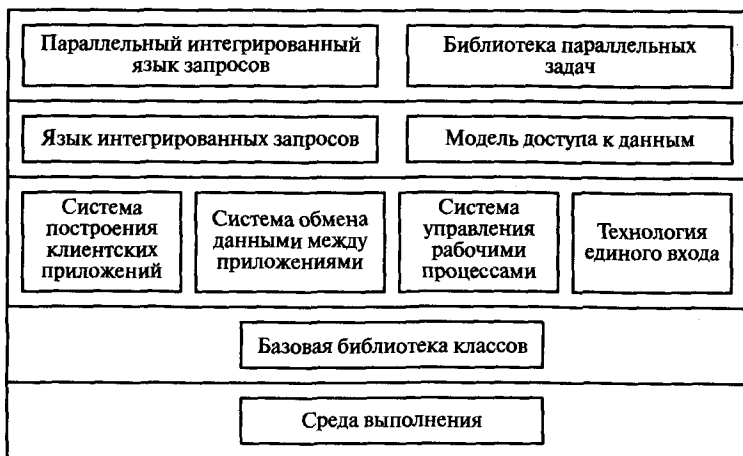 Параллельный интегрированный
язык запросов
Библиотека параллельных
задач
Язык интегрированных запросов
Модель доступа к данным
Система
построения
клиентских
приложений
Система обмена
данными между
приложениями
Система
управления
рабочими
процессами
Технология
единого входа
Базовая библиотека классов
Среда выполнения